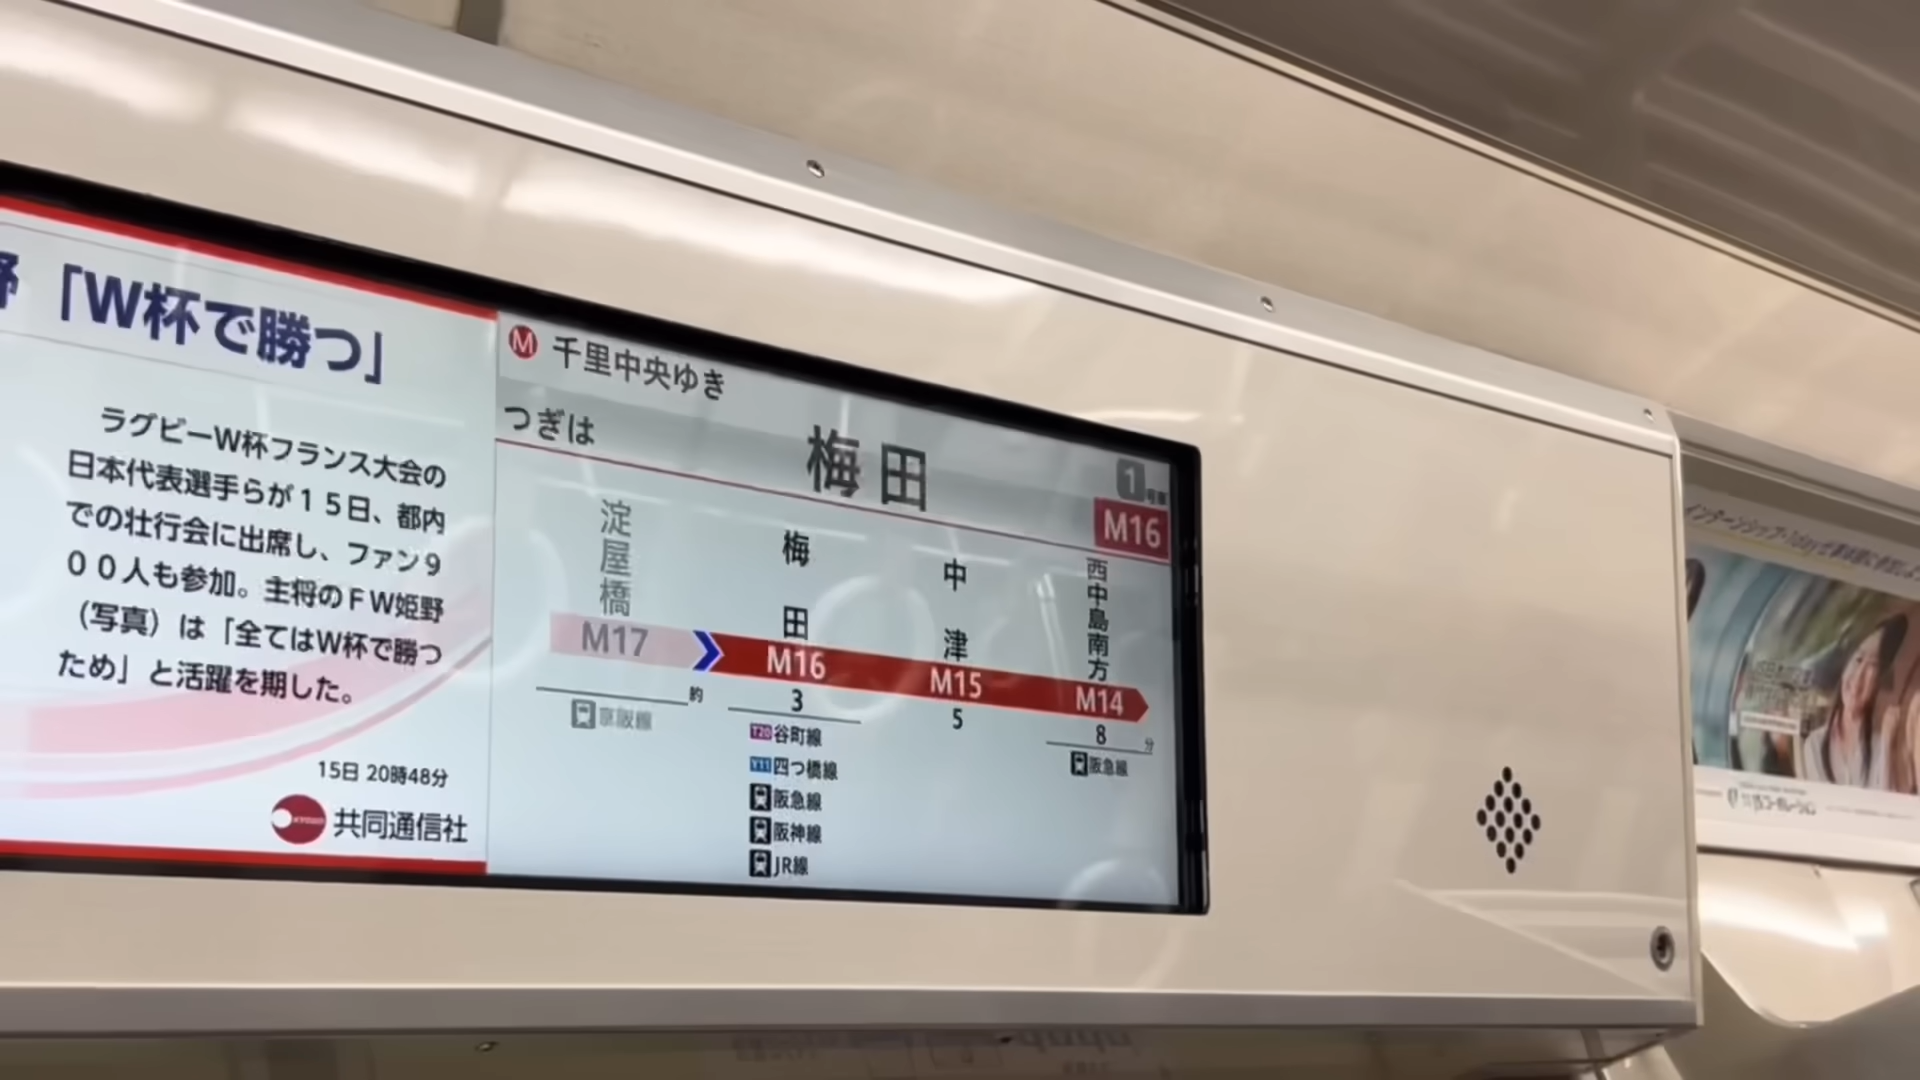 「W杯で勝つ」
ラグビーW杯フランス大会の
日本代表選手らが15日、都内
での壮行会に出席し、ファン9
00人も参加。主将のFW姫野
（写真）は「全てはW杯で勝つ
ため」と活躍を期した。
15日 20時48分
共同通信社
M 千里中央ゆき
つぎは 梅田
1号車
M16
淀屋橋 梅田 中津 西中島南方
M17 M16 M15 M14
約 3 5 8 分
京阪線
T20 谷町線
Y11 四つ橋線
阪急線
阪神線
JR線
阪急線